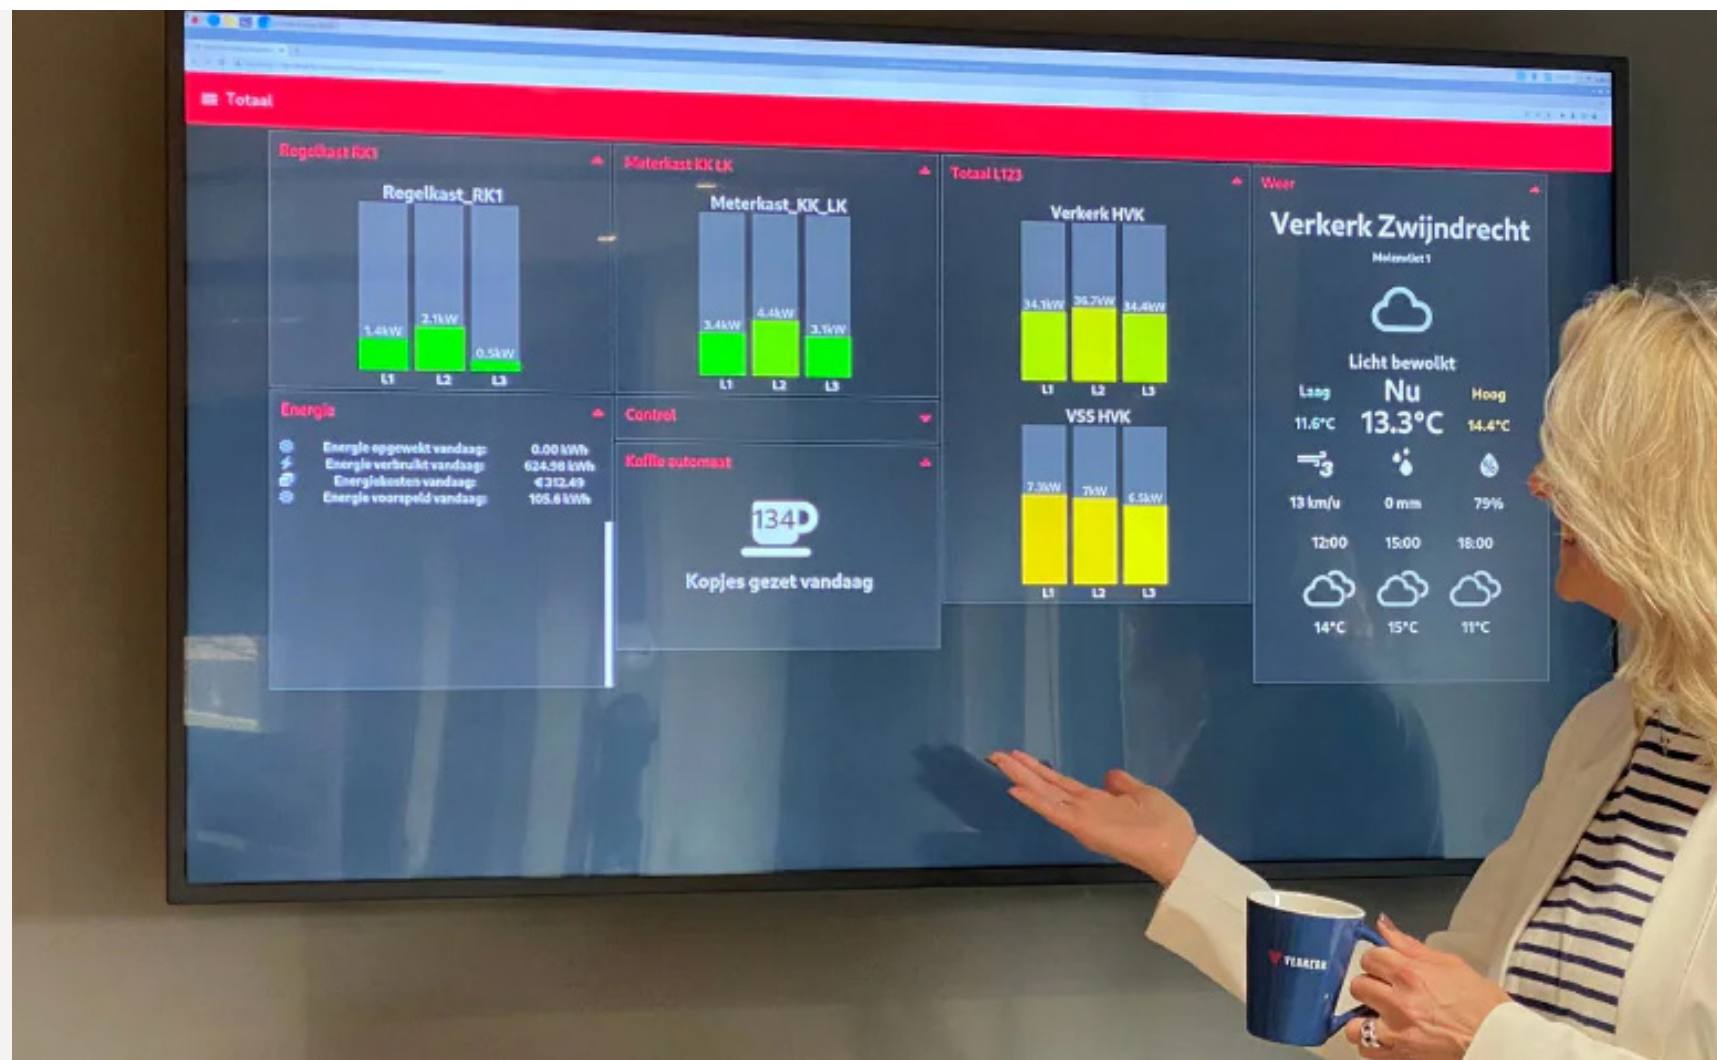 Totaal
Regelkast RK1
Regelkast_RK1
1.4kW
2.1kW
0.5kW
L1 L2 L3
Energie
Energie opgewekt vandaag: 0.00 kWh
Energie verbruikt vandaag: 624.98 kWh
Energiekosten vandaag: €312.49
Energie voorspeld vandaag: 105.6 kWh
Meterkast KK LK
Meterkast_KK_LK
3.4kW
4.4kW
3.1kW
L1 L2 L3
Control
Koffie automaat
134
Kopjes gezet vandaag
Totaal L123
Verkerk HVK
34.1kW 36.7kW 34.4kW
L1 L2 L3
VSS HVK
7.3kW 7kW 6.5kW
L1 L2 L3
Weer
Verkerk Zwijndrecht
Molenvliet 1
Licht bewolkt
Laag Nu Hoog
11.6°C 13.3°C 14.4°C
3
13 km/u 0 mm 79%
12:00 15:00 18:00
14°C 15°C 11°C
VERKERK